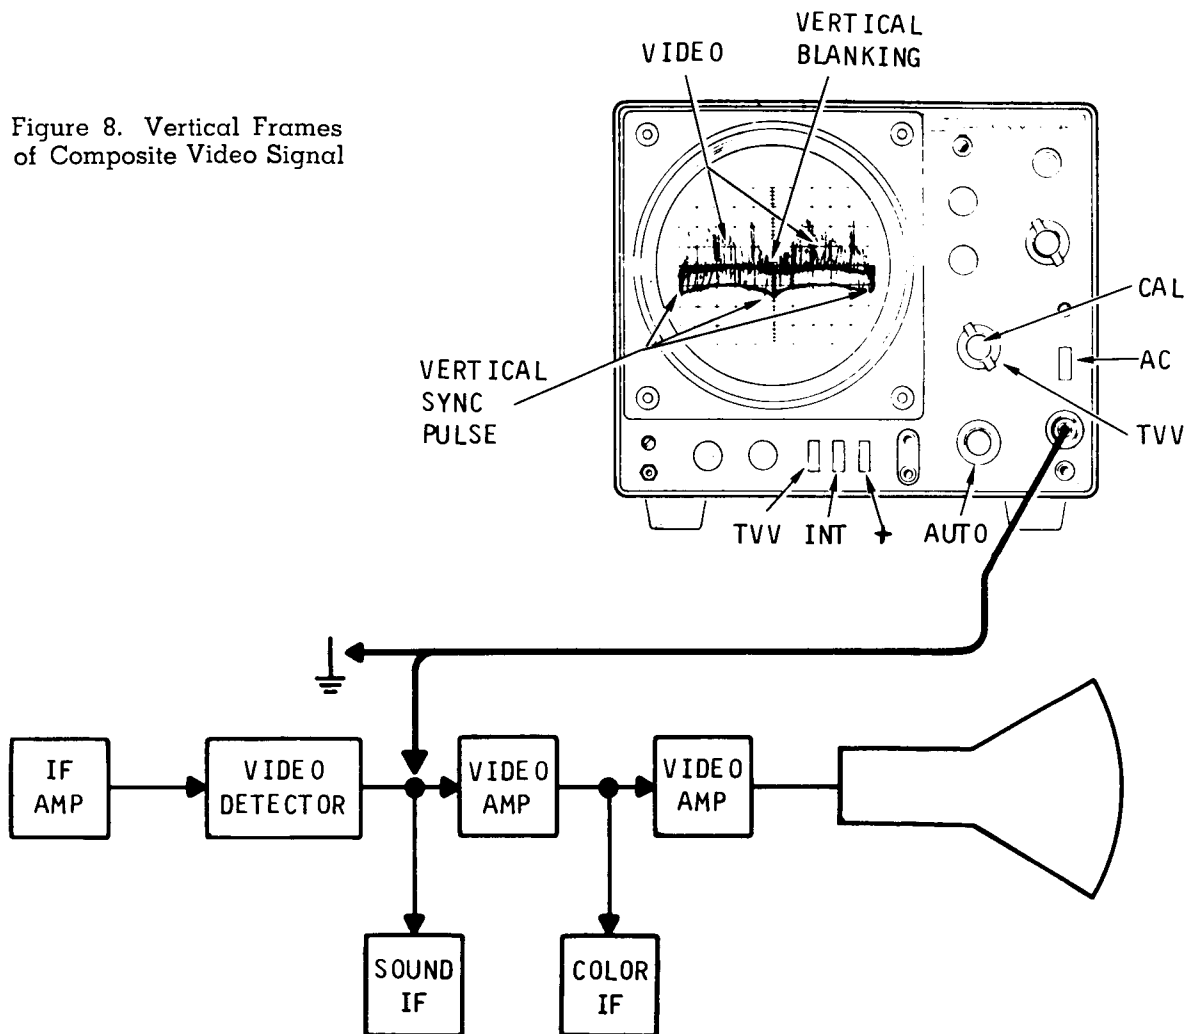 Figure 8. Vertical Frames
of Composite Video Signal
VIDEO
VERTICAL
BLANKING
VERTICAL
SYNC
PULSE
CAL
AC
TVV
TVV INT + AUTO
IF
AMP
VIDEO
DETECTOR
VIDEO
AMP
VIDEO
AMP
SOUND
IF
COLOR
IF